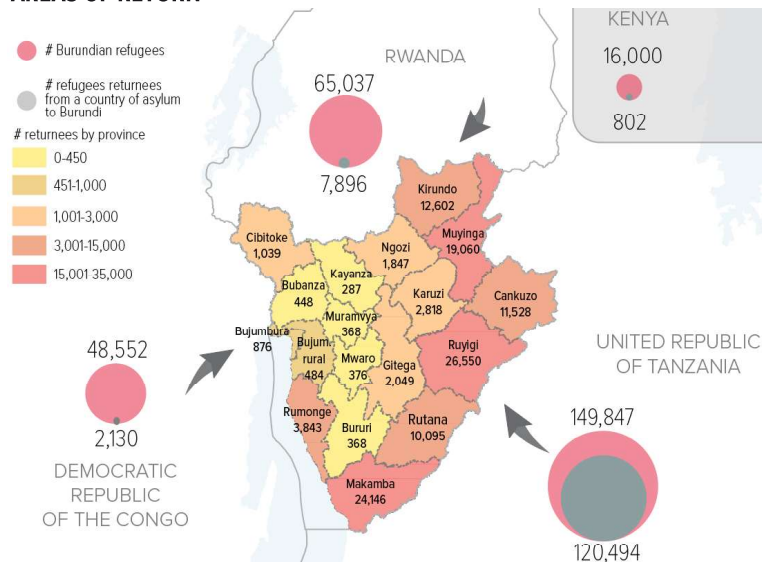 AREAS OF RETURN
# Burundian refugees
# refugees returnees
from a country of asylum
to Burundi
# returnees by province
0-450
451-1,000
1,001-3,000
3,001-15,000
15,001 35,000
RWANDA
65,037
7,896
KENYA
16,000
802
Kirundo
12,602
Muyinga
19,060
Cibitoke
1,039
Ngozi
1,847
Kayanza
287
Bubanza
448
Karuzi
2,818
Cankuzo
11,528
Muramvya
368
Bujumbura
876
Bujum.
rural
484
Mwaro
376
Gitega
2,049
Ruyigi
26,550
Rumonge
3,843
Bururi
368
Rutana
10,095
Makamba
24,146
48,552
2,130
DEMOCRATIC
REPUBLIC
OF THE CONGO
UNITED REPUBLIC
OF TANZANIA
149,847
120,494